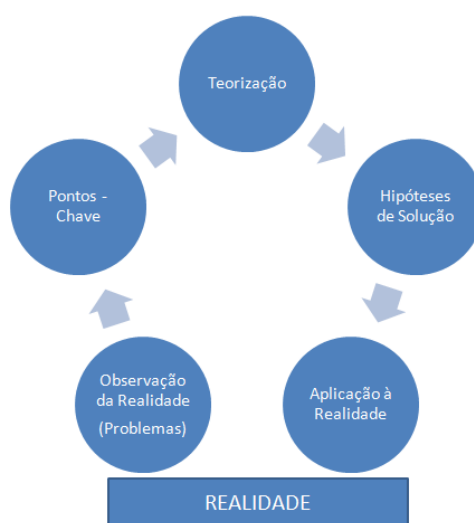 Teorização
Pontos -
Chave
Hipóteses
de Solução
Observação
da Realidade
(Problemas)
Aplicação à
Realidade
REALIDADE